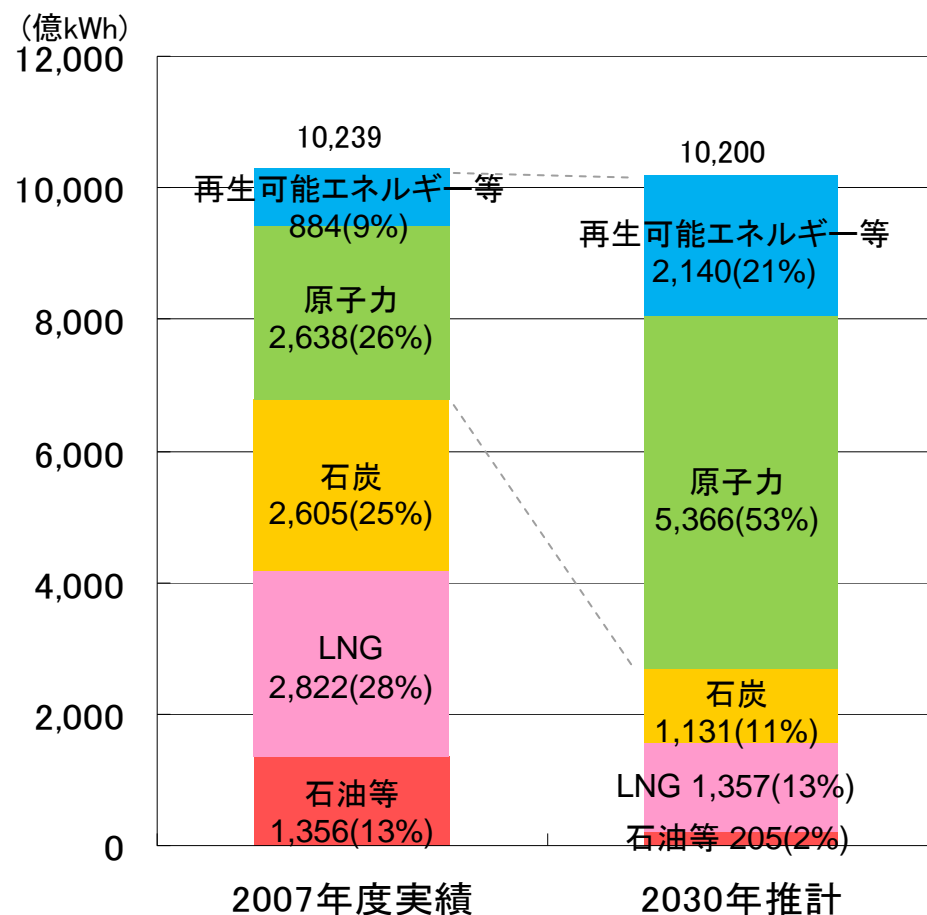 (億kWh)
12,000
10,000
8,000
6,000
4,000
2,000
0
10,239
再生可能エネルギー等
884(9%)
原子力
2,638(26%)
石炭
2,605(25%)
LNG
2,822(28%)
石油等
1,356(13%)
2007年度実績
10,200
再生可能エネルギー等
2,140(21%)
原子力
5,366(53%)
石炭
1,131(11%)
LNG 1,357(13%)
石油等 205(2%)
2030年推計